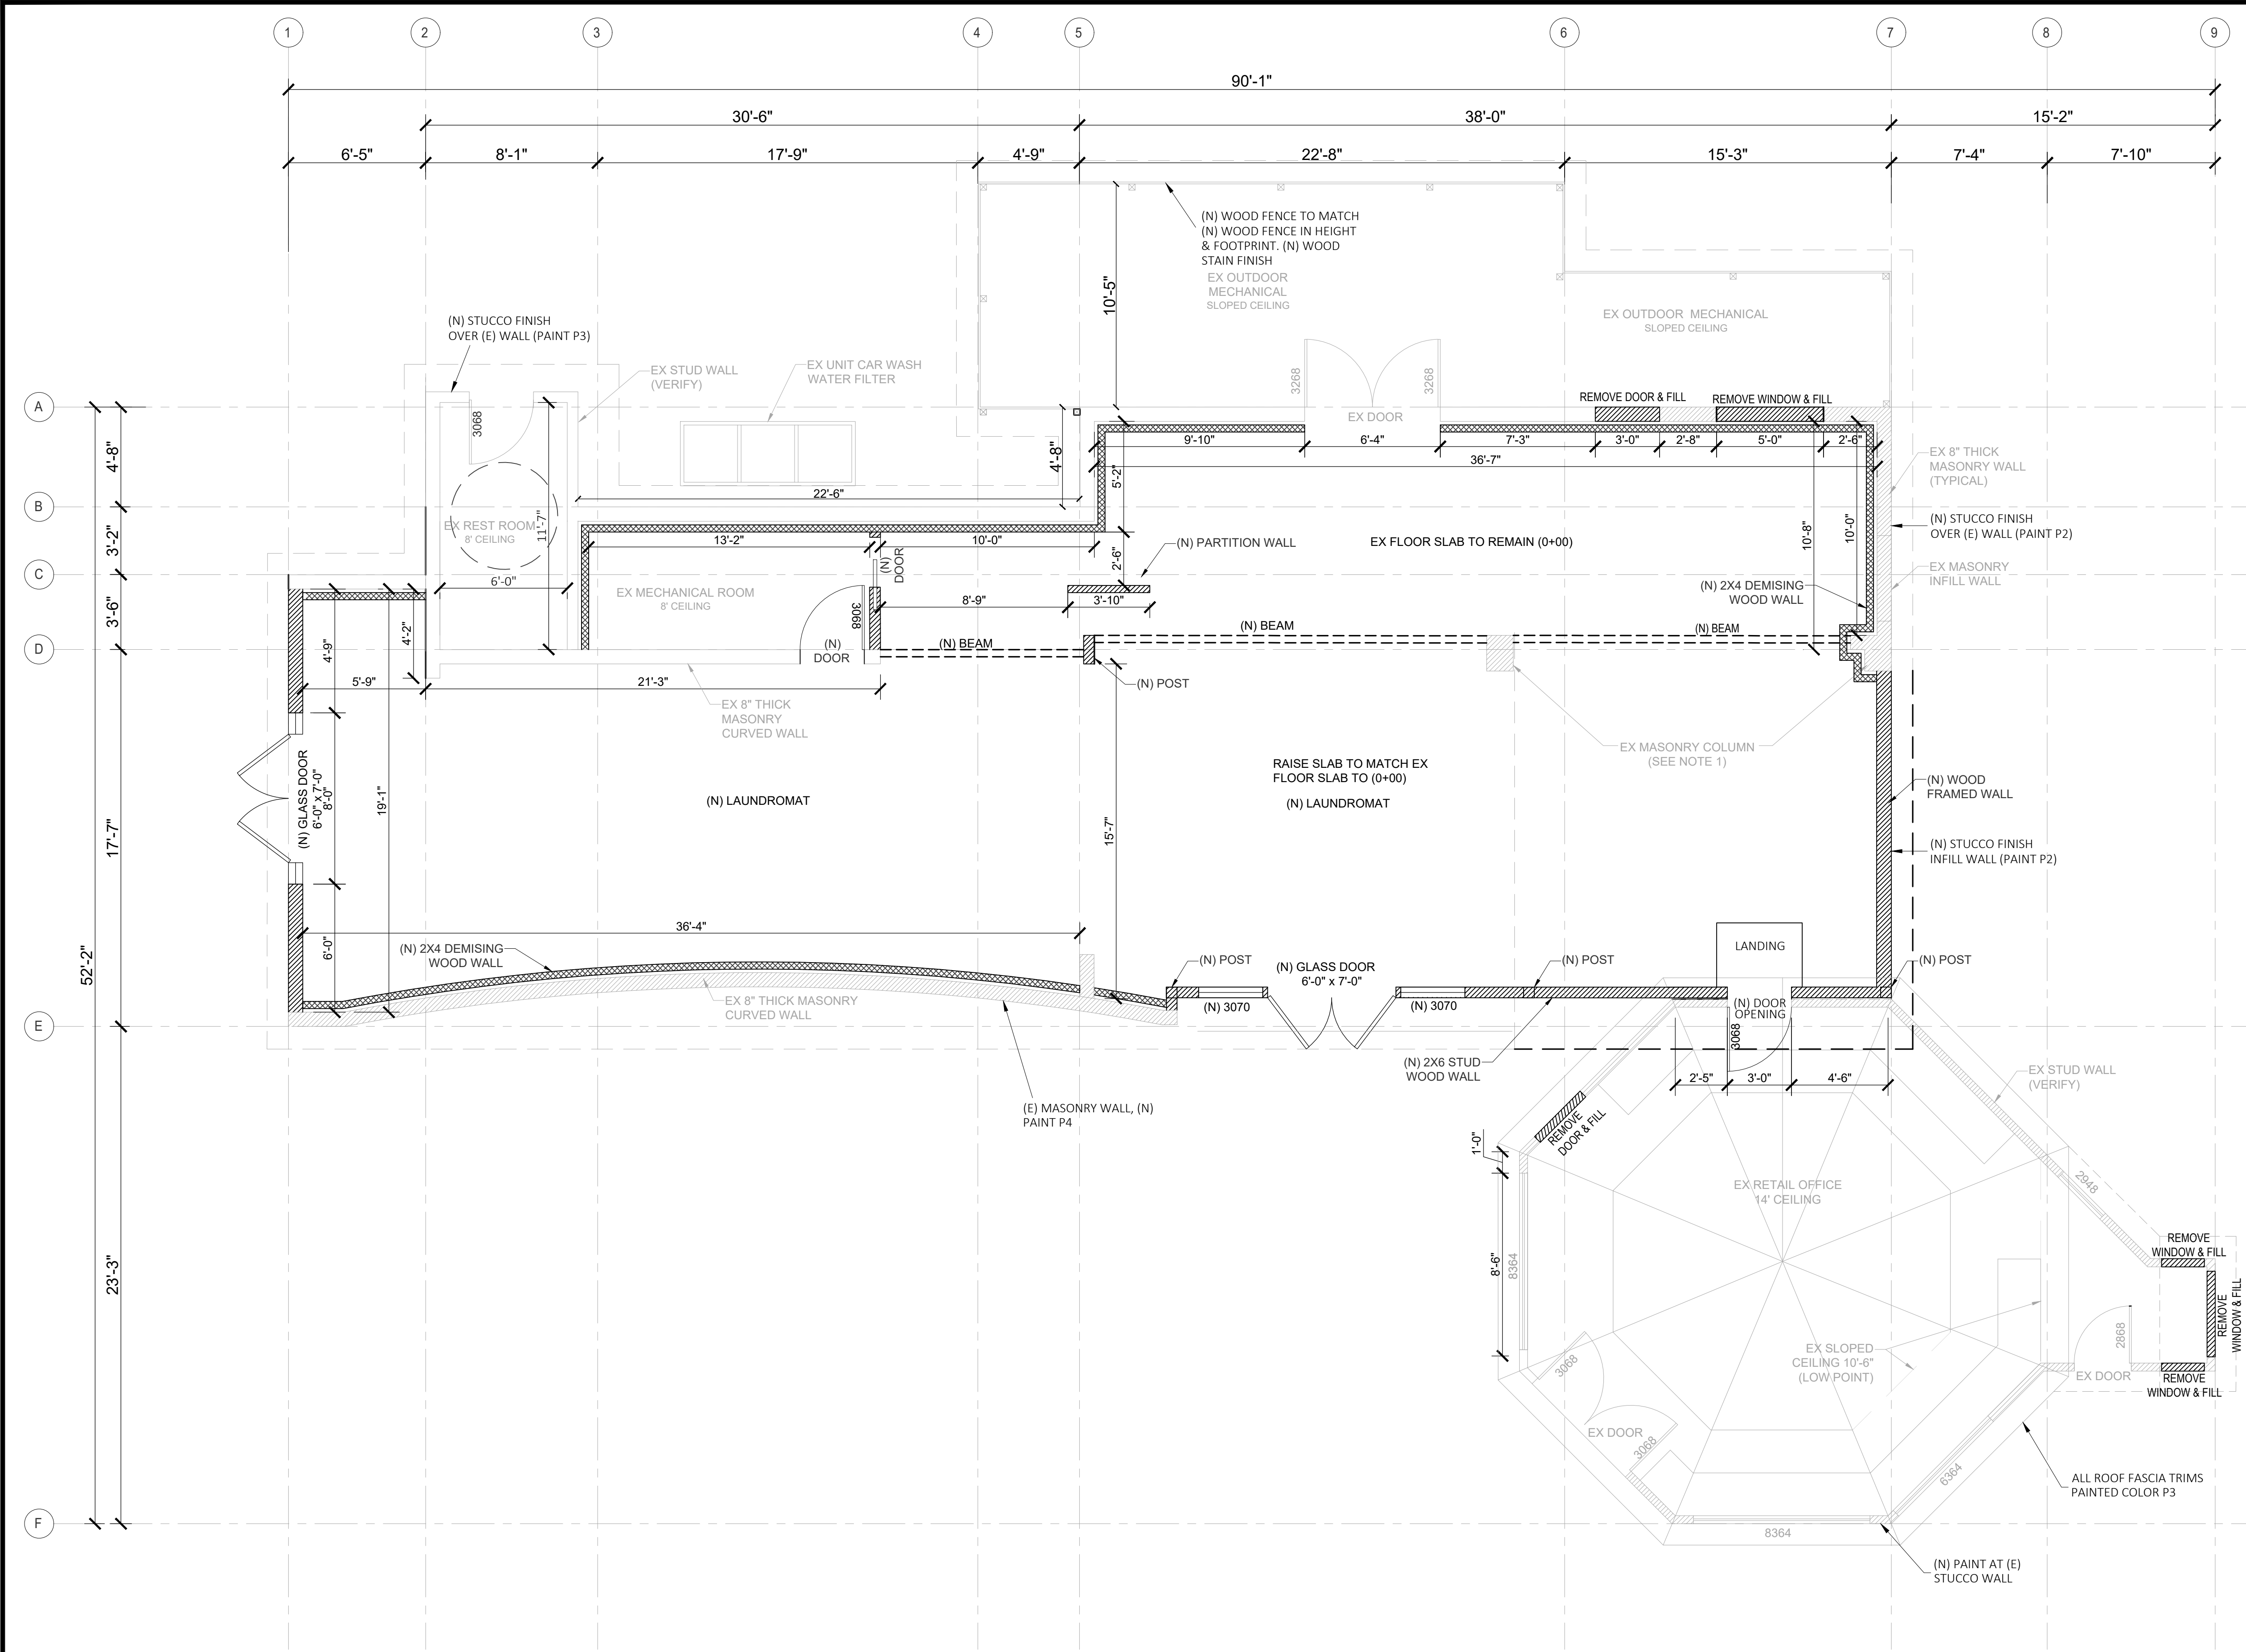 1
2
3
4
5
6
7
8
9
90'-1"
30'-6"
38'-0"
15'-2"
6'-5"
8'-1"
17'-9"
4'-9"
22'-8"
15'-3"
7'-4"
7'-10"
(N) WOOD FENCE TO MATCH
(N) WOOD FENCE IN HEIGHT
& FOOTPRINT. (N) WOOD
STAIN FINISH
EX OUTDOOR
MECHANICAL
SLOPED CEILING
10'-5"
EX OUTDOOR MECHANICAL
SLOPED CEILING
(N) STUCCO FINISH
OVER (E) WALL (PAINT P3)
EX STUD WALL
(VERIFY)
EX UNIT CAR WASH
WATER FILTER
3268
3268
EX DOOR
REMOVE DOOR & FILL
REMOVE WINDOW & FILL
A
B
C
D
E
F
4'-8"
3'-2"
3'-6"
17'-7"
52'-2"
23'-3"
3068
EX REST ROOM
8' CEILING
11'-7"
6'-0"
22'-6"
4'-8"
9'-10"
6'-4"
7'-3"
3'-0"
2'-8"
5'-0"
2'-6"
36'-7"
5'-2"
2'-6"
10'-8"
10'-0"
EX 8" THICK
MASONRY WALL
(TYPICAL)
(N) STUCCO FINISH
OVER (E) WALL (PAINT P2)
EX MASONRY
INFILL WALL
13'-2"
10'-0"
(N)
DOOR
(N) PARTITION WALL
EX FLOOR SLAB TO REMAIN (0+00)
EX MECHANICAL ROOM
8' CEILING
3068
(N)
DOOR
8'-9"
3'-10"
(N) 2X4 DEMISING
WOOD WALL
(N) BEAM
(N) BEAM
(N) BEAM
(N) POST
4'-9"
4'-2"
5'-9"
21'-3"
EX 8" THICK
MASONRY
CURVED WALL
EX MASONRY COLUMN
(SEE NOTE 1)
(N) GLASS DOOR
6'-0" x 7'-0"
8'-0"
19'-1"
6'-0"
(N) LAUNDROMAT
15'-7"
RAISE SLAB TO MATCH EX
FLOOR SLAB TO (0+00)
(N) LAUNDROMAT
(N) WOOD
FRAMED WALL
(N) STUCCO FINISH
INFILL WALL (PAINT P2)
36'-4"
(N) 2X4 DEMISING
WOOD WALL
EX 8" THICK MASONRY
CURVED WALL
(N) POST
(N) GLASS DOOR
6'-0" x 7'-0"
(N) 3070
(N) 3070
(N) POST
LANDING
(N) POST
(N) DOOR
OPENING
3068
(N) 2X6 STUD
WOOD WALL
2'-5"
3'-0"
4'-6"
EX STUD WALL
(VERIFY)
(E) MASONRY WALL, (N)
PAINT P4
REMOVE
DOOR & FILL
1'-0"
8'-6"
8364
EX RETAIL OFFICE
14' CEILING
2948
REMOVE
WINDOW & FILL
REMOVE
WINDOW & FILL
2868
EX DOOR
REMOVE
WINDOW & FILL
EX SLOPED
CEILING 10'-6"
(LOW POINT)
3068
EX DOOR
3068
6364
8364
ALL ROOF FASCIA TRIMS
PAINTED COLOR P3
(N) PAINT AT (E)
STUCCO WALL